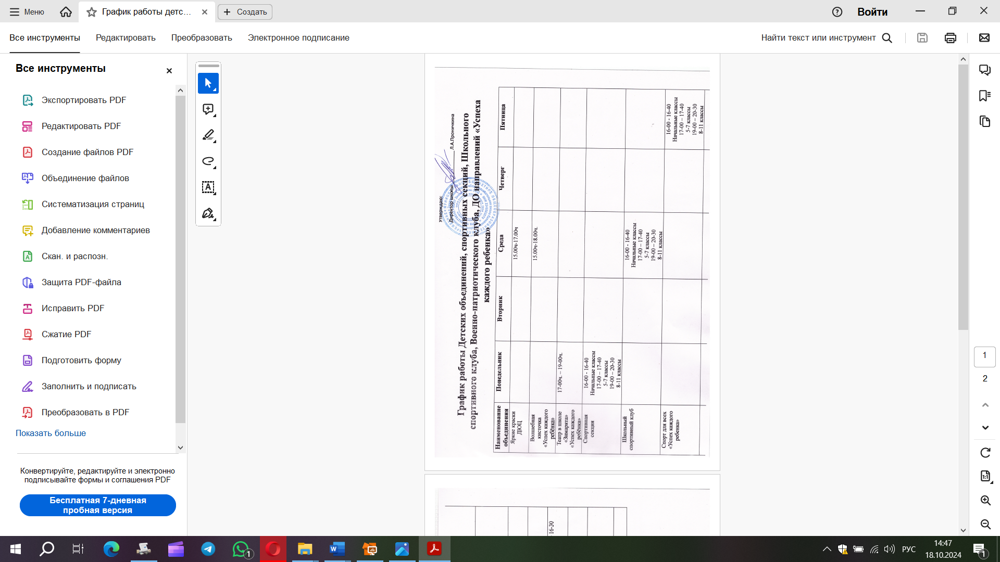 Меню
График работы детс...
Создать
Войти
Все инструменты
Редактировать
Преобразовать
Электронное подписание
Найти текст или инструмент
Все инструменты
Экспортировать PDF
Редактировать PDF
Создание файлов PDF
Объединение файлов
Систематизация страниц
Добавление комментариев
Скан. и распозн.
Защита PDF-файла
Исправить PDF
Сжатие PDF
Подготовить форму
Заполнить и подписать
Преобразовать в PDF
Показать больше
Конвертируйте, редактируйте и электронно
подписывайте формы и соглашения PDF
Бесплатная 7-дневная
пробная версия
Утверждаю:
Директор школы Л.А.Проничкина
График работы Детских объединений, спортивных секций, Школьного
спортивного клуба, Военно-патриотического клуба, ДО направлений «Успеха
каждого ребенка»
Наименование
объединения
Понедельник
Вторник
Среда
Четверг
Пятница
Яркие краски
ДЮЦ
15.00ч-17.00ч
Волшебная
кисточка
«Успех каждого
ребёнка»
15.00ч-18.00ч.
Театр в школе
«Зимарята»
«Успех каждого
ребёнка»
17-00ч. – 19-00ч.
Спортивная
секция
16-00 - 16-40
Начальные классы
17-00 – 17-40
5-7 классы
19-00 – 20-30
8-11 классы
Школьный
спортивный клуб
16-00 - 16-40
Начальные классы
17-00 – 17-40
5-7 классы
19-00 – 20-30
8-11 классы
Спорт для всех
«Успех каждого
ребенка»
16-00 - 16-40
Начальные классы
17-00 – 17-40
5-7 классы
19-00 – 20-30
8-11 классы
16-30
1
2
РУС
14:47
18.10.2024
1
1